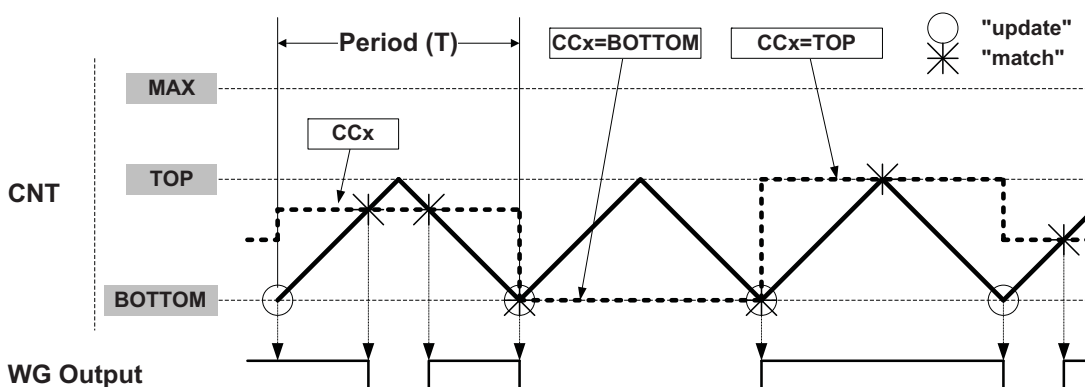 Period (T)
CCx=BOTTOM
CCx=TOP
"update"
"match"
MAX
CCx
TOP
CNT
BOTTOM
WG Output